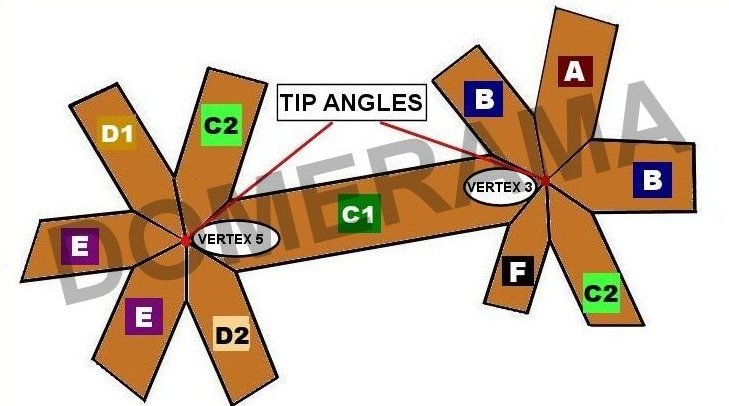 A
B
C2
TIP ANGLES
D1
B
VERTEX 3
C1
VERTEX 5
E
F
C2
E
D2
DOMERAMA